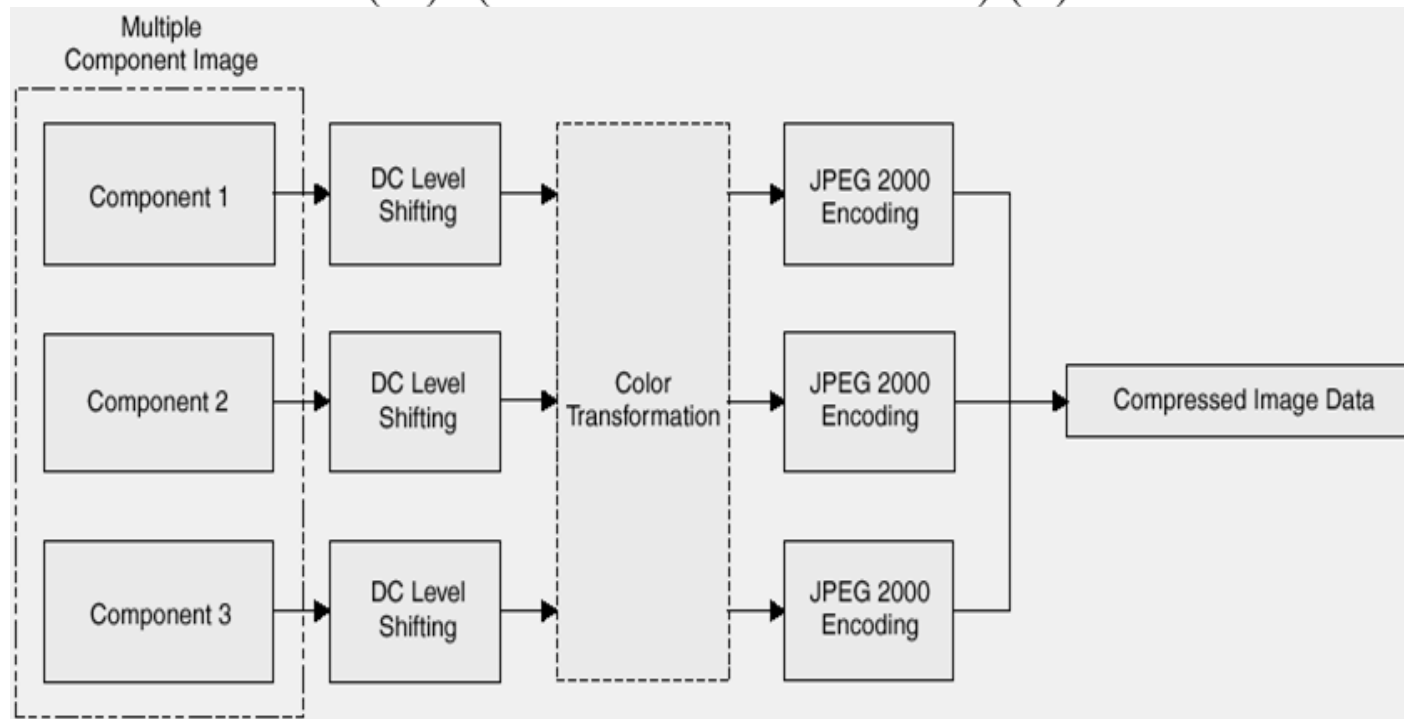 Multiple
Component Image
Component 1
DC Level
Shifting
JPEG 2000
Encoding
Component 2
DC Level
Shifting
Color
Transformation
JPEG 2000
Encoding
Compressed Image Data
Component 3
DC Level
Shifting
JPEG 2000
Encoding